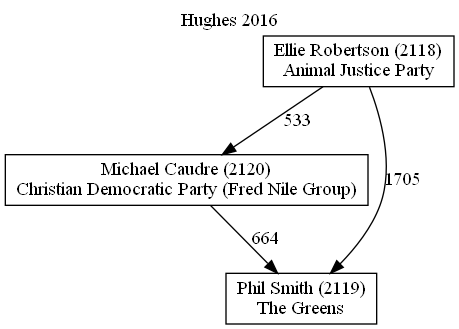 Hughes 2016
Ellie Robertson (2118)
Animal Justice Party
533
Michael Caudre (2120)
Christian Democratic Party (Fred Nile Group)
1705
664
Phil Smith (2119)
The Greens